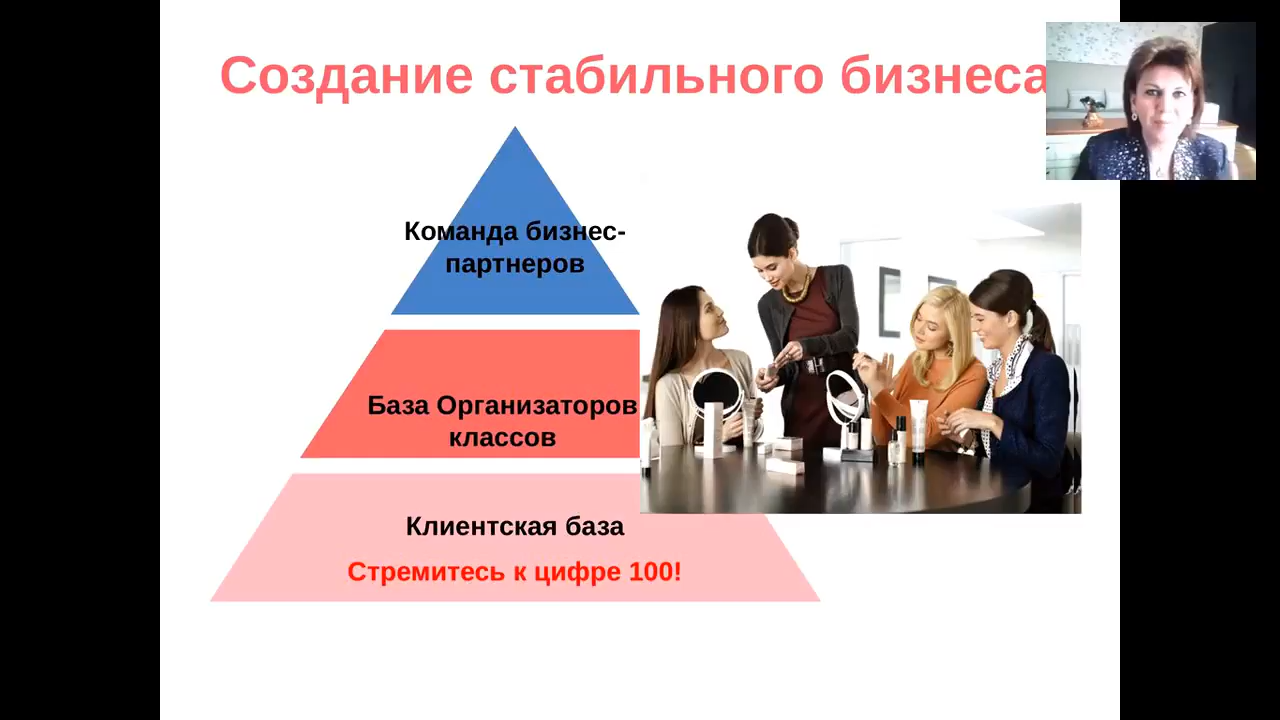 Создание стабильного бизнеса
Команда бизнес-
партнеров
База Организаторов
классов
Клиентская база
Стремитесь к цифре 100!